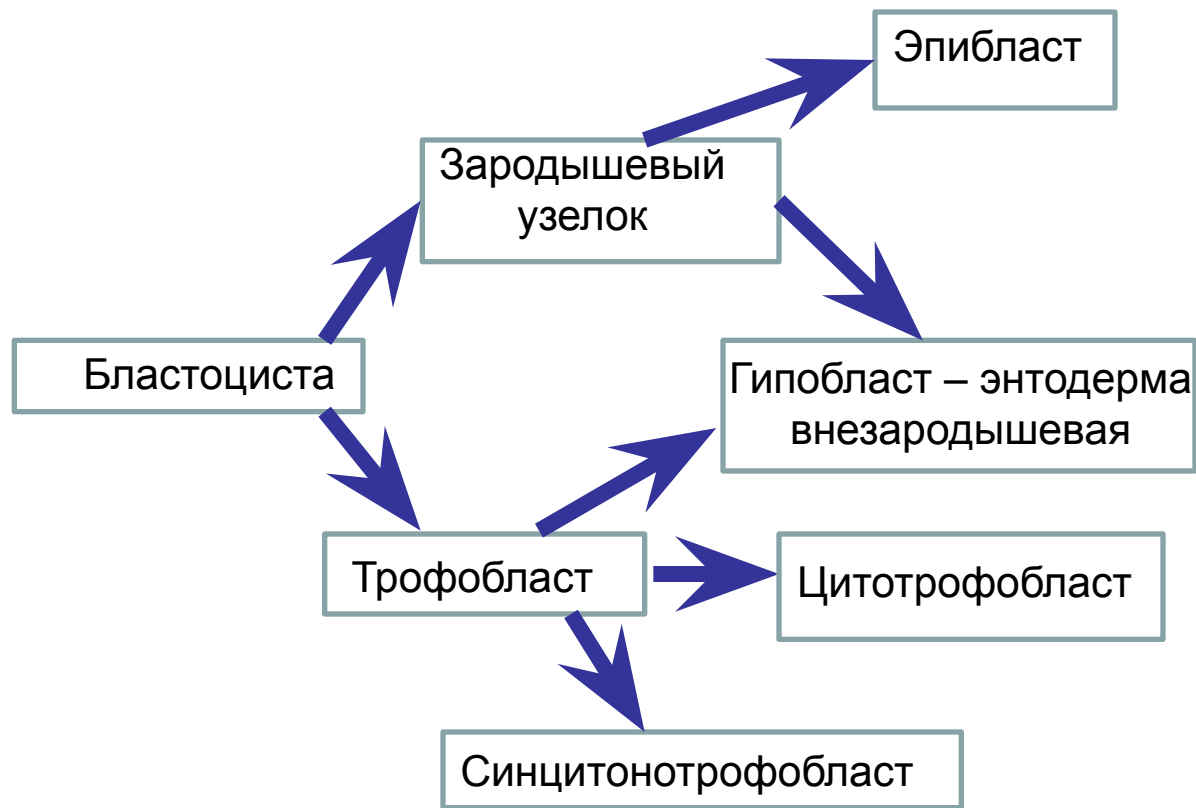 Эпибласт
Зародышевый
узелок
Бластоциста
Гипобласт – энтодерма
внезародышевая
Трофобласт
Цитотрофобласт
Синцитонотрофобласт